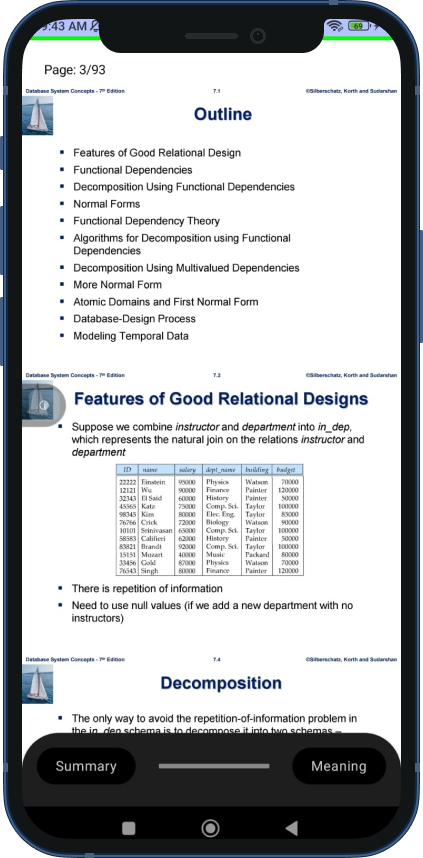 9:43 AM
69
Page: 3/93
Database System Concepts - 7th Edition 7.1 ©Silberschatz, Korth and Sudarshan
Outline
▪ Features of Good Relational Design
▪ Functional Dependencies
▪ Decomposition Using Functional Dependencies
▪ Normal Forms
▪ Functional Dependency Theory
▪ Algorithms for Decomposition using Functional
Dependencies
▪ Decomposition Using Multivalued Dependencies
▪ More Normal Form
▪ Atomic Domains and First Normal Form
▪ Database-Design Process
▪ Modeling Temporal Data
Database System Concepts - 7th Edition 7.2 ©Silberschatz, Korth and Sudarshan
Features of Good Relational Designs
▪ Suppose we combine instructor and department into in_dep,
which represents the natural join on the relations instructor and
department
ID name salary dept_name building budget
22222 Einstein 95000 Physics Watson 70000
12121 Wu 90000 Finance Painter 120000
32343 El Said 60000 History Painter 50000
45565 Katz 75000 Comp. Sci. Taylor 100000
98345 Kim 80000 Elec. Eng. Taylor 85000
76766 Crick 72000 Biology Watson 90000
10101 Srinivasan 65000 Comp. Sci. Taylor 100000
58583 Califieri 62000 History Painter 50000
83821 Brandt 92000 Comp. Sci. Taylor 100000
15151 Mozart 40000 Music Packard 80000
33456 Gold 87000 Physics Watson 70000
76543 Singh 80000 Finance Painter 120000
▪ There is repetition of information
▪ Need to use null values (if we add a new department with no
instructors)
Database System Concepts - 7th Edition 7.4 ©Silberschatz, Korth and Sudarshan
Decomposition
▪ The only way to avoid the repetition-of-information problem in
the in_dep schema is to decompose it into two schemas –
Summary
Meaning